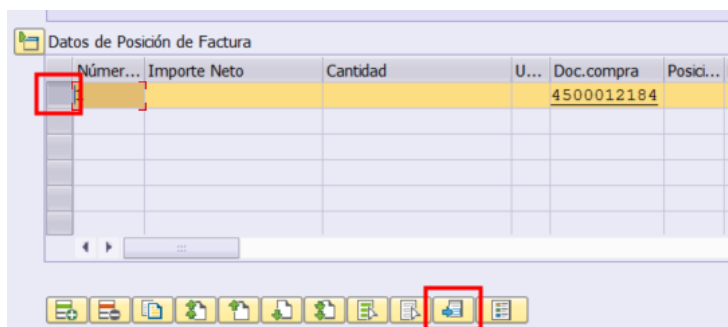 Datos de Posición de Factura
Númer... Importe Neto Cantidad U... Doc.compra Posici...
4500012184